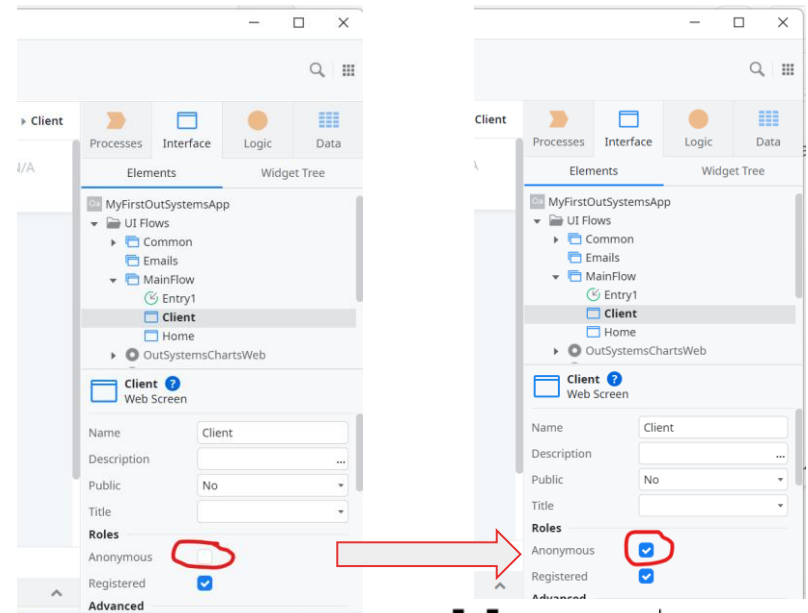 Client
Processes Interface Logic Data
Elements Widget Tree
MyFirstOutSystemsApp
UI Flows
Common
Emails
MainFlow
Entry1
Client
Home
OutSystemsChartsWeb
Client ?
Web Screen
Name Client
Description ...
Public No
Title
Roles
Anonymous
Registered
Advanced
Client
Processes Interface Logic Data
Elements Widget Tree
MyFirstOutSystemsApp
UI Flows
Common
Emails
MainFlow
Entry1
Client
Home
OutSystemsChartsWeb
Client ?
Web Screen
Name Client
Description ...
Public No
Title
Roles
Anonymous
Registered
Advanced